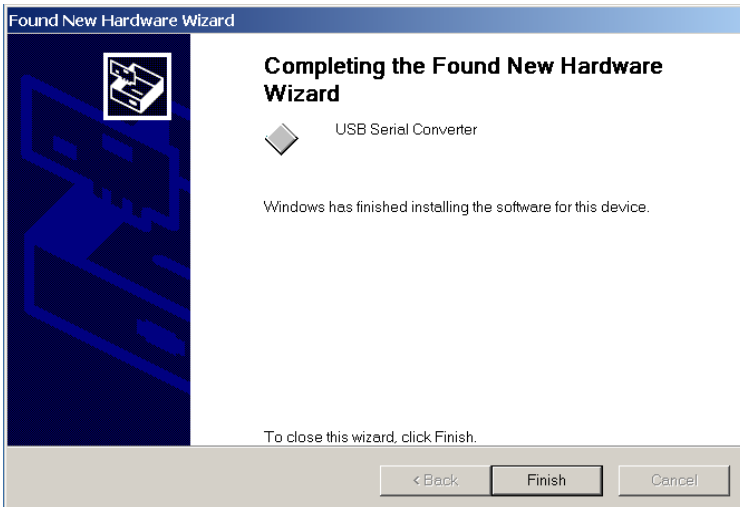 Found New Hardware Wizard
Completing the Found New Hardware
Wizard
USB Serial Converter
Windows has finished installing the software for this device.
To close this wizard, click Finish.
< Back
Finish
Cancel